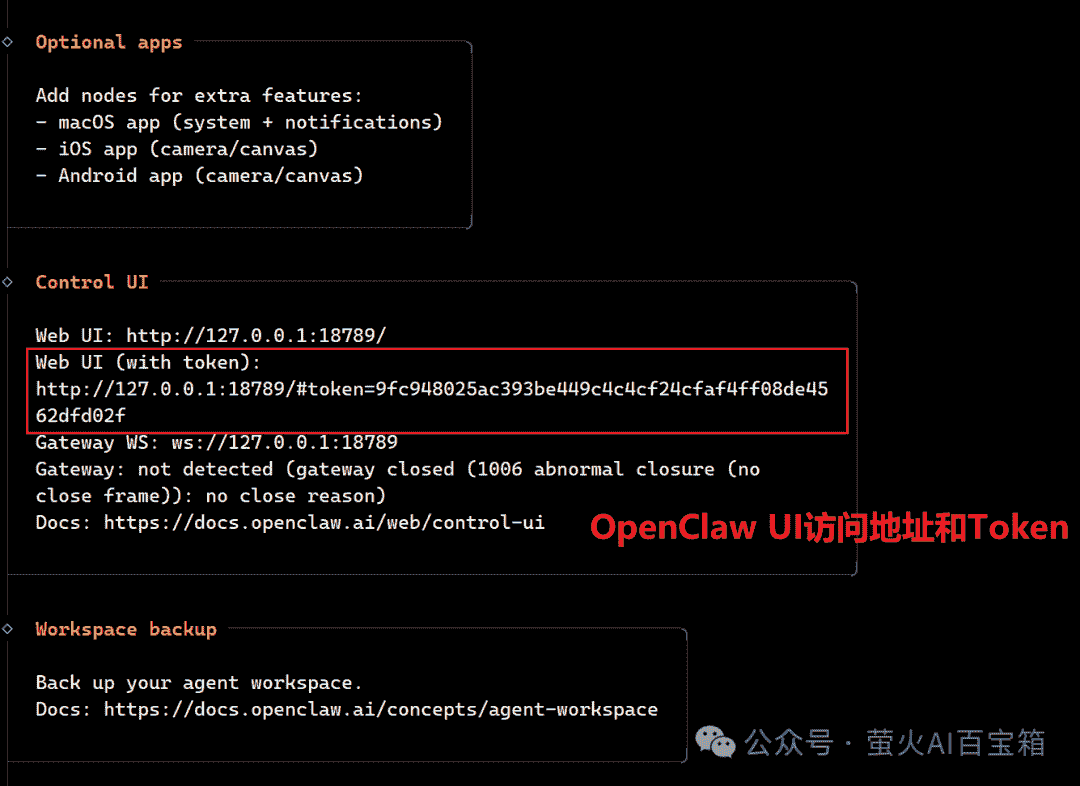 Optional apps
Add nodes for extra features:
- macOS app (system + notifications)
- iOS app (camera/canvas)
- Android app (camera/canvas)
Control UI
Web UI: http://127.0.0.1:18789/
Web UI (with token):
http://127.0.0.1:18789/#token=9fc948025ac393be449c4c4cf24cfaf4ff08de45
62dfd02f
Gateway WS: ws://127.0.0.1:18789
Gateway: not detected (gateway closed (1006 abnormal closure (no
close frame)): no close reason)
Docs: https://docs.openclaw.ai/web/control-ui
OpenClaw UI访问地址和Token
Workspace backup
Back up your agent workspace.
Docs: https://docs.openclaw.ai/concepts/agent-workspace
公众号 · 萤火AI百宝箱